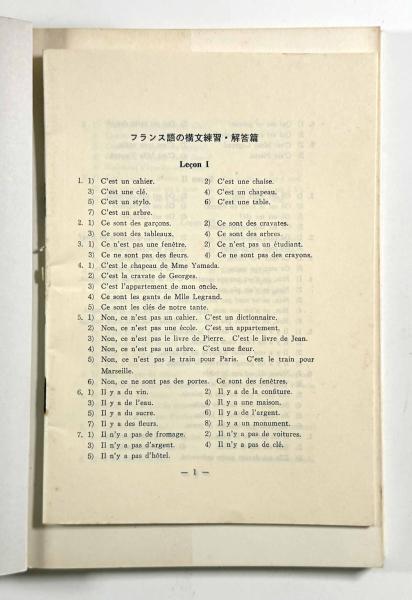 フランス語の構文練習・解答篇
Leçon I
1. 1) C'est un cahier. 2) C'est une chaise.
3) C'est une clé. 4) C'est un chapeau.
5) C'est un stylo. 6) C'est une table.
7) C'est un arbre.
2. 1) Ce sont des garçons. 2) Ce sont des cravates.
3) Ce sont des tableaux. 4) Ce sont des arbres.
3. 1) Ce n'est pas une fenêtre. 2) Ce n'est pas un étudiant.
3) Ce ne sont pas des fleurs. 4) Ce ne sont pas des crayons.
4. 1) C'est le chapeau de Mme Yamada.
2) C'est la cravate de Georges.
3) C'est l'appartement de mon oncle.
4) Ce sont les gants de Mlle Legrand.
5) Ce sont les clés de notre tante.
5. 1) Non, ce n'est pas un cahier. C'est un dictionnaire.
2) Non, ce n'est pas une école. C'est un appartement.
3) Non, ce n'est pas le livre de Pierre. C'est le livre de Jean.
4) Non, ce n'est pas un arbre. C'est une fleur.
5) Non, ce n'est pas le train pour Paris. C'est le train pour
Marseille.
6) Non, ce ne sont pas des portes. Ce sont des fenêtres.
6. 1) Il y a du vin. 2) Il y a de la confiture.
3) Il y a de l'eau. 4) Il y a une maison.
5) Il y a du sucre. 6) Il y a de l'argent.
7) Il y a des fleurs. 8) Il y a un monument.
7. 1) Il n'y a pas de fromage. 2) Il n'y a pas de voitures.
3) Il n'y a pas d'argent. 4) Il n'y a pas de clé.
5) Il n'y a pas d'hôtel.
— 1 —